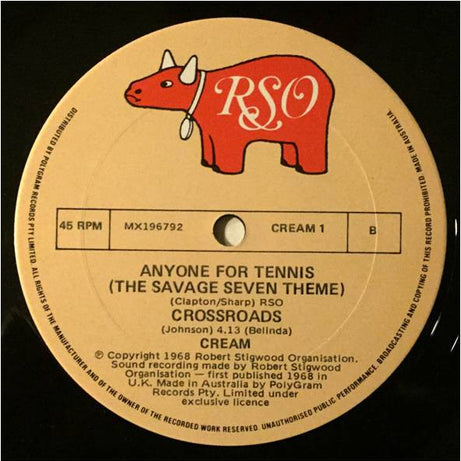 RSO
45 RPM MX196792 CREAM 1 B
ANYONE FOR TENNIS
(THE SAVAGE SEVEN THEME)
(Clapton/Sharp) RSO
CROSSROADS
(Johnson) 4.13 (Belinda)
CREAM
℗ Copyright 1968 Robert Stigwood Organisation.
Sound recording made by Robert Stigwood
Organisation — first published 1968 in
U.K. Made in Australia by PolyGram
Records Pty. Limited under
exclusive licence
DISTRIBUTED BY POLYGRAM RECORDS PTY LIMITED. ALL RIGHTS OF THE MANUFACTURER AND OF THE OWNER OF THE RECORDED WORK RESERVED. UNAUTHORISED PUBLIC PERFORMANCE, BROADCASTING AND COPYING OF THIS RECORD PROHIBITED. MADE IN AUSTRALIA.